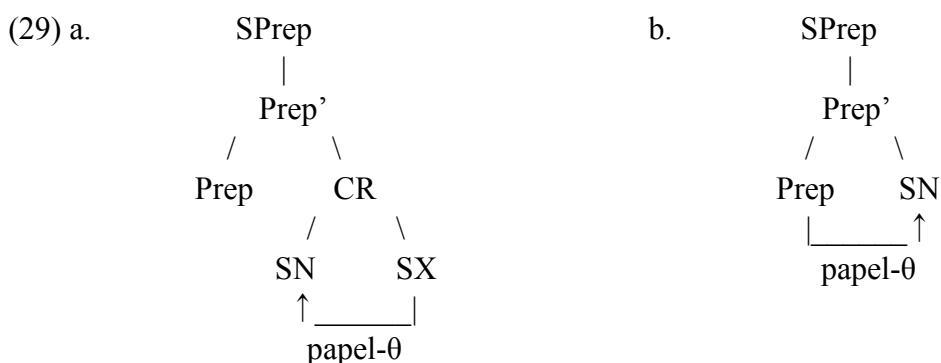 (29) a. SPrep b. SPrep
Prep’ Prep’
Prep CR Prep SN
SN SX papel-θ
papel-θ